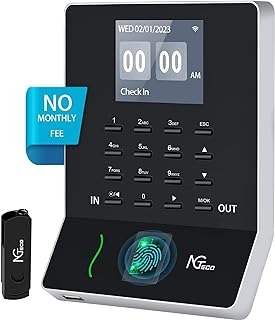 WED 02/01/2023
00 00 AM
Check In
NO
MONTHLY
FEE
1 2ABC 3DEF ESC
4GHI 5JKL 6MNO ▲
7PQRS 8TUV 9WXYZ ▼
0 M/OK
IN OUT
NGTECO
NGTECO